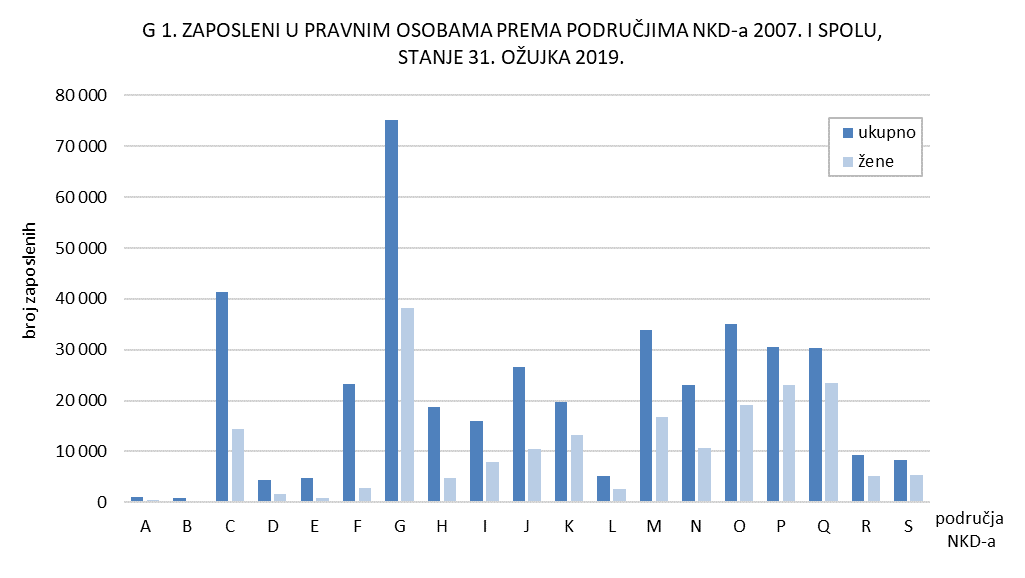 G 1. ZAPOSLENI U PRAVNIM OSOBAMA PREMA PODRUČJIMA NKD-a 2007. I SPOLU,
STANJE 31. OŽUJKA 2019.
80 000
70 000
60 000
50 000
40 000
30 000
20 000
10 000
0
broj zaposlenih
ukupno
žene
A B C D E F G H I J K L M N O P Q R S
područja
NKD-a